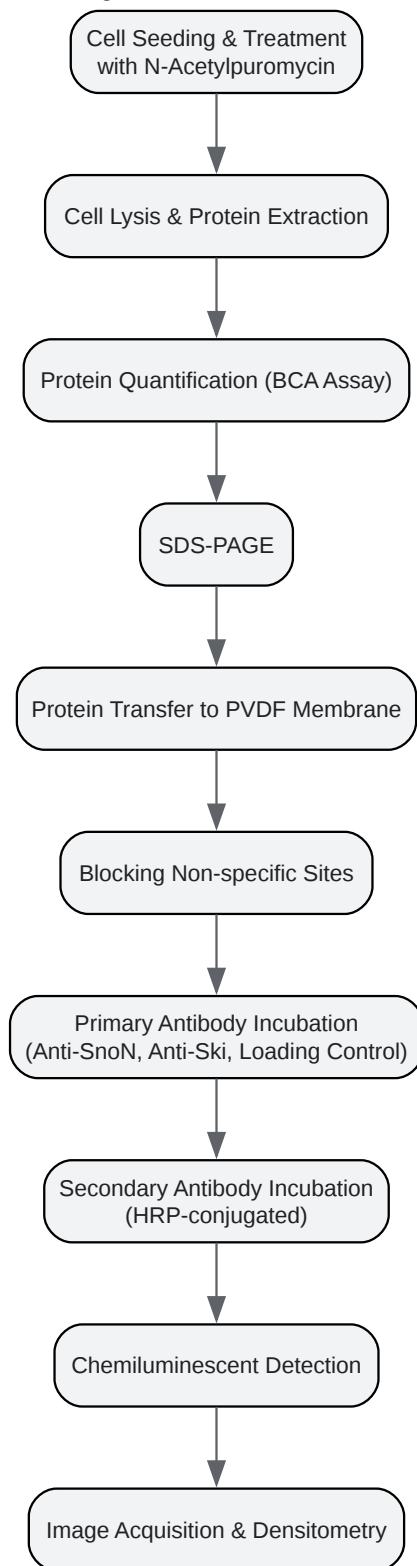 Cell Seeding & Treatment
with N-Acetylpuromycin
Cell Lysis & Protein Extraction
Protein Quantification (BCA Assay)
SDS-PAGE
Protein Transfer to PVDF Membrane
Blocking Non-specific Sites
Primary Antibody Incubation
(Anti-SnoN, Anti-Ski, Loading Control)
Secondary Antibody Incubation
(HRP-conjugated)
Chemiluminescent Detection
Image Acquisition & Densitometry